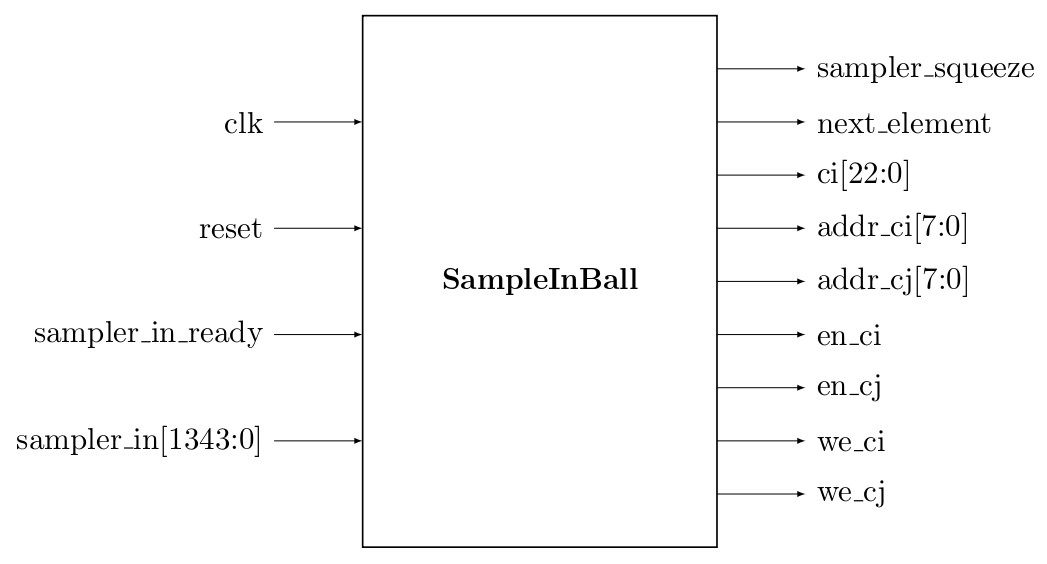 sampler_squeeze
clk
next_element
ci[22:0]
reset
addr_ci[7:0]
SampleInBall
addr_cj[7:0]
sampler_in_ready
en_ci
en_cj
sampler_in[1343:0]
we_ci
we_cj